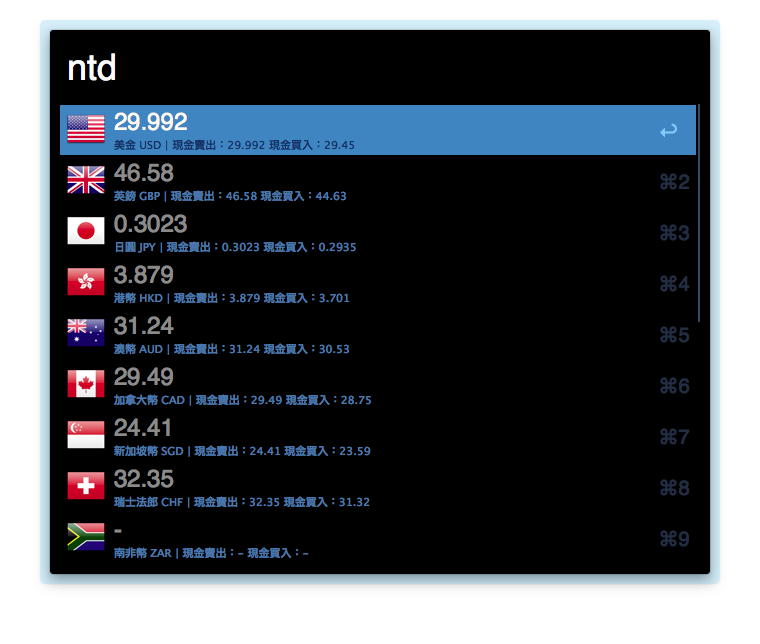 ntd
29.992
美金 USD | 現金賣出：29.992 現金買入：29.45
46.58
⌘2
英鎊 GBP | 現金賣出：46.58 現金買入：44.63
0.3023
⌘3
日圓 JPY | 現金賣出：0.3023 現金買入：0.2935
3.879
⌘4
港幣 HKD | 現金賣出：3.879 現金買入：3.701
31.24
⌘5
澳幣 AUD | 現金賣出：31.24 現金買入：30.53
29.49
⌘6
加拿大幣 CAD | 現金賣出：29.49 現金買入：28.75
24.41
⌘7
新加坡幣 SGD | 現金賣出：24.41 現金買入：23.59
32.35
⌘8
瑞士法郎 CHF | 現金賣出：32.35 現金買入：31.32
-
⌘9
南非幣 ZAR | 現金賣出：- 現金買入：-